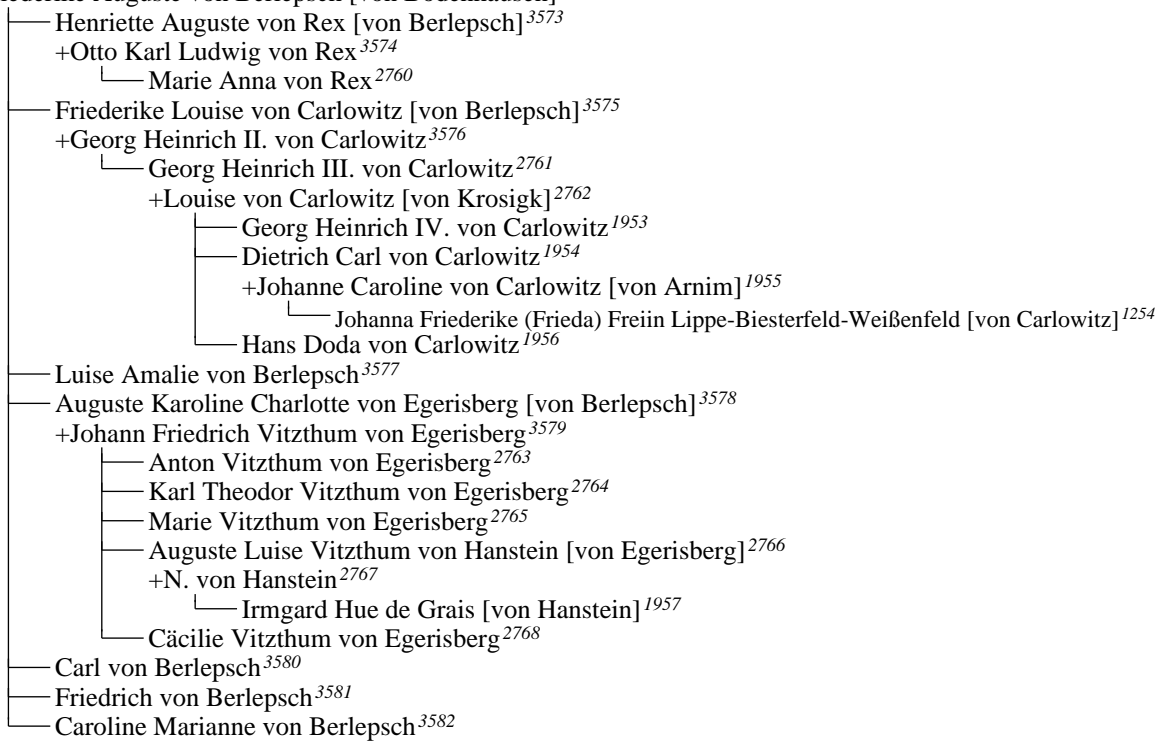 Henriette Auguste von Rex [von Berlepsch]3573
+Otto Karl Ludwig von Rex3574
Marie Anna von Rex2760
Friederike Louise von Carlowitz [von Berlepsch]3575
+Georg Heinrich II. von Carlowitz3576
Georg Heinrich III. von Carlowitz2761
+Louise von Carlowitz [von Krosigk]2762
Georg Heinrich IV. von Carlowitz1953
Dietrich Carl von Carlowitz1954
+Johanne Caroline von Carlowitz [von Arnim]1955
Johanna Friederike (Frieda) Freiin Lippe-Biesterfeld-Weißenfeld [von Carlowitz]1254
Hans Doda von Carlowitz1956
Luise Amalie von Berlepsch3577
Auguste Karoline Charlotte von Egerisberg [von Berlepsch]3578
+Johann Friedrich Vitzthum von Egerisberg3579
Anton Vitzthum von Egerisberg2763
Karl Theodor Vitzthum von Egerisberg2764
Marie Vitzthum von Egerisberg2765
Auguste Luise Vitzthum von Hanstein [von Egerisberg]2766
+N. von Hanstein2767
Irmgard Hue de Grais [von Hanstein]1957
Cäcilie Vitzthum von Egerisberg2768
Carl von Berlepsch3580
Friedrich von Berlepsch3581
Caroline Marianne von Berlepsch3582